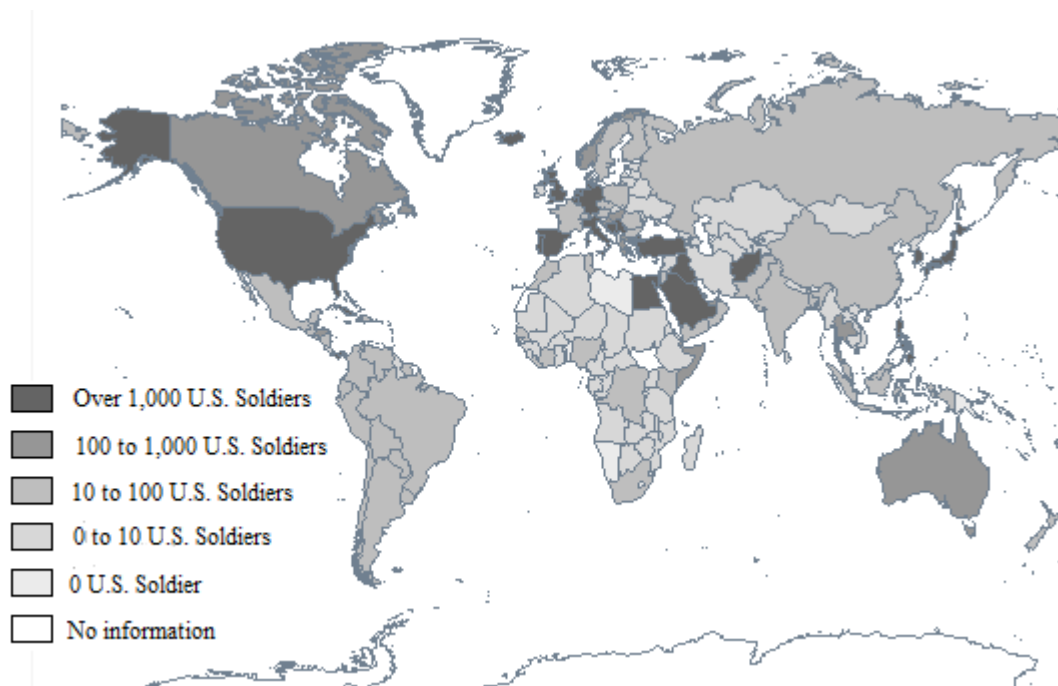 Over 1,000 U.S. Soldiers
100 to 1,000 U.S. Soldiers
10 to 100 U.S. Soldiers
0 to 10 U.S. Soldiers
0 U.S. Soldier
No information